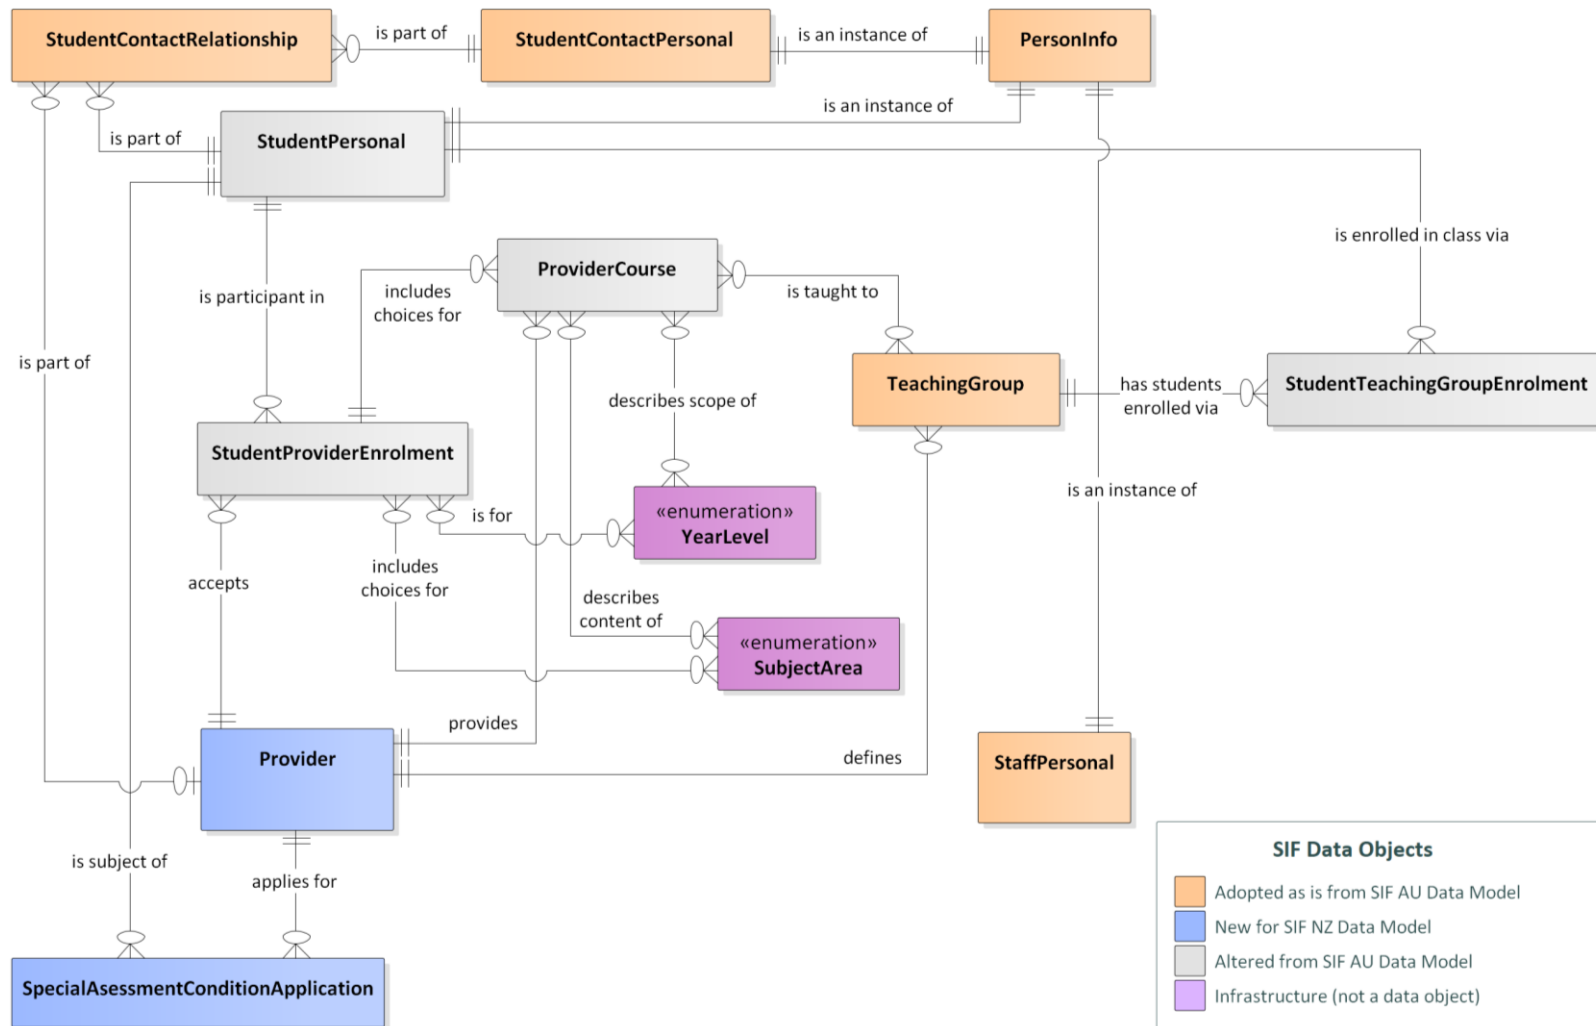 StudentContactRelationship
is part of
StudentContactPersonal
is an instance of
PersonInfo
is an instance of
is part of
StudentPersonal
is enrolled in class via
ProviderCourse
includes
choices for
is taught to
is participant in
is part of
TeachingGroup
has students
enrolled via
StudentTeachingGroupEnrolment
describes scope of
StudentProviderEnrolment
is an instance of
is for
«enumeration»
YearLevel
accepts
includes
choices for
describes
content of
«enumeration»
SubjectArea
provides
Provider
defines
StaffPersonal
is subject of
applies for
SpecialAsessmentConditionApplication
SIF Data Objects
Adopted as is from SIF AU Data Model
New for SIF NZ Data Model
Altered from SIF AU Data Model
Infrastructure (not a data object)